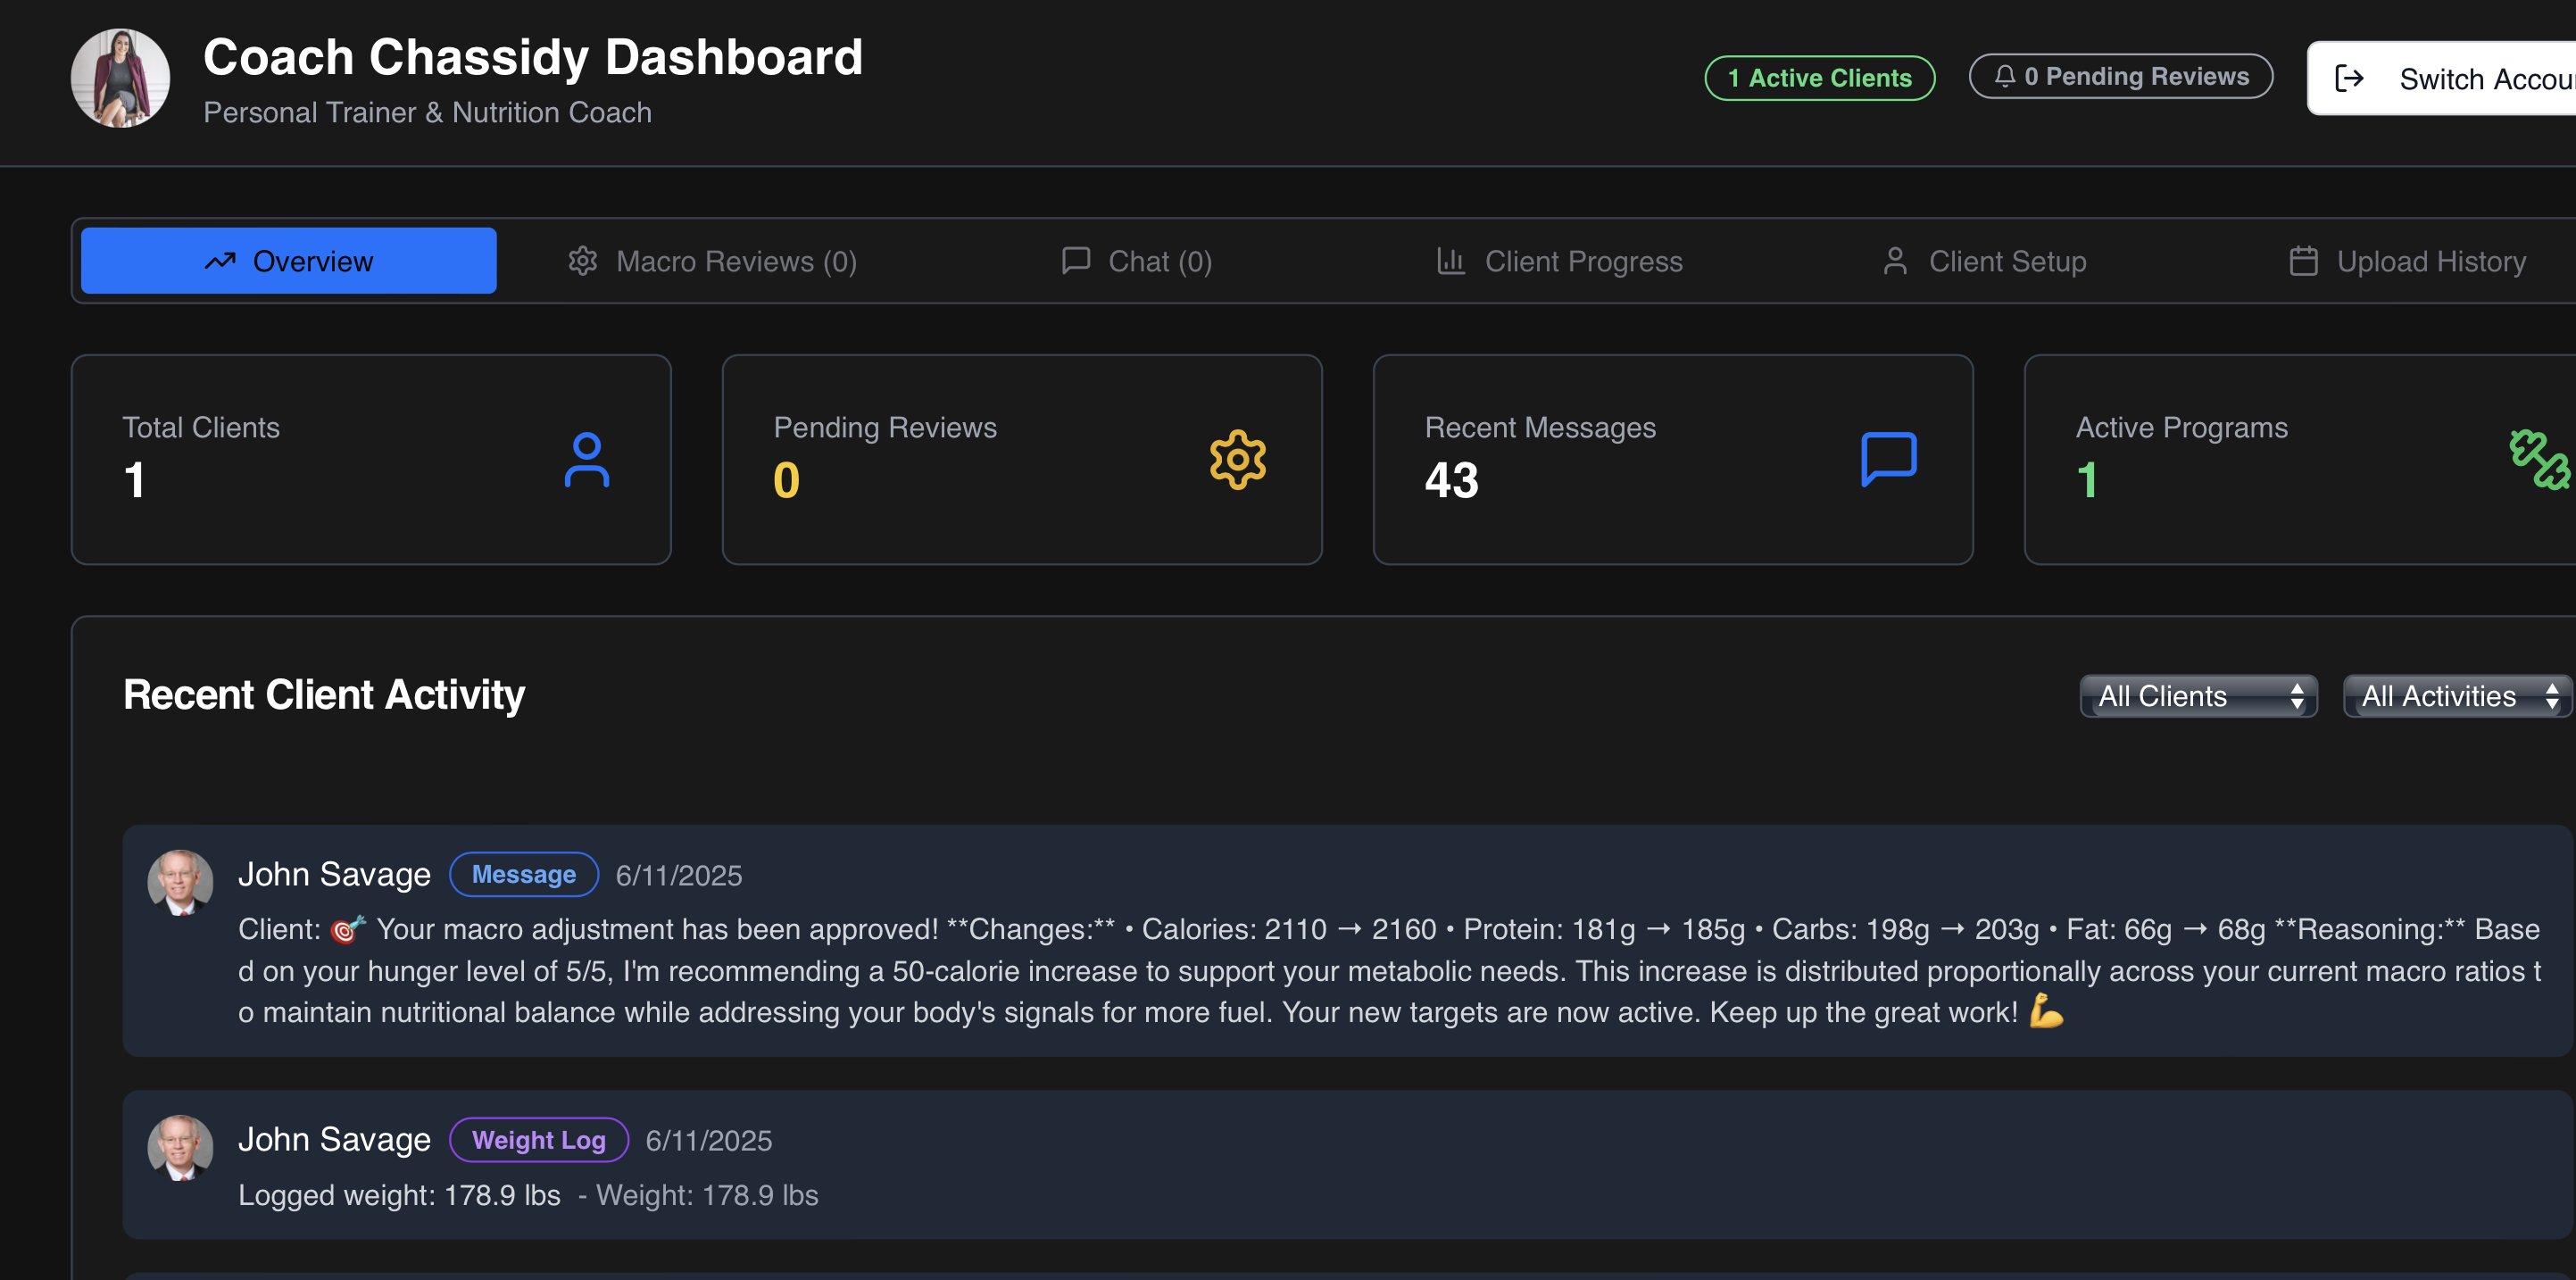 Coach Chassidy Dashboard
Personal Trainer & Nutrition Coach
1 Active Clients
0 Pending Reviews
Switch
Overview
Macro Reviews (0)
Chat (0)
Client Progress
Client Setup
Upload History
Total Clients
1
Pending Reviews
0
Recent Messages
43
Active Programs
1
Recent Client Activity
All Clients
All Activities
John Savage Message 6/11/2025
Client: 🎯 Your macro adjustment has been approved! **Changes:** • Calories: 2110 → 2160 • Protein: 181g → 185g • Carbs: 198g → 203g • Fat: 66g → 68g **Reasoning:** Base
d on your hunger level of 5/5, I'm recommending a 50-calorie increase to support your metabolic needs. This increase is distributed proportionally across your current macro ratios t
o maintain nutritional balance while addressing your body's signals for more fuel. Your new targets are now active. Keep up the great work! 💪
John Savage Weight Log 6/11/2025
Logged weight: 178.9 lbs - Weight: 178.9 lbs